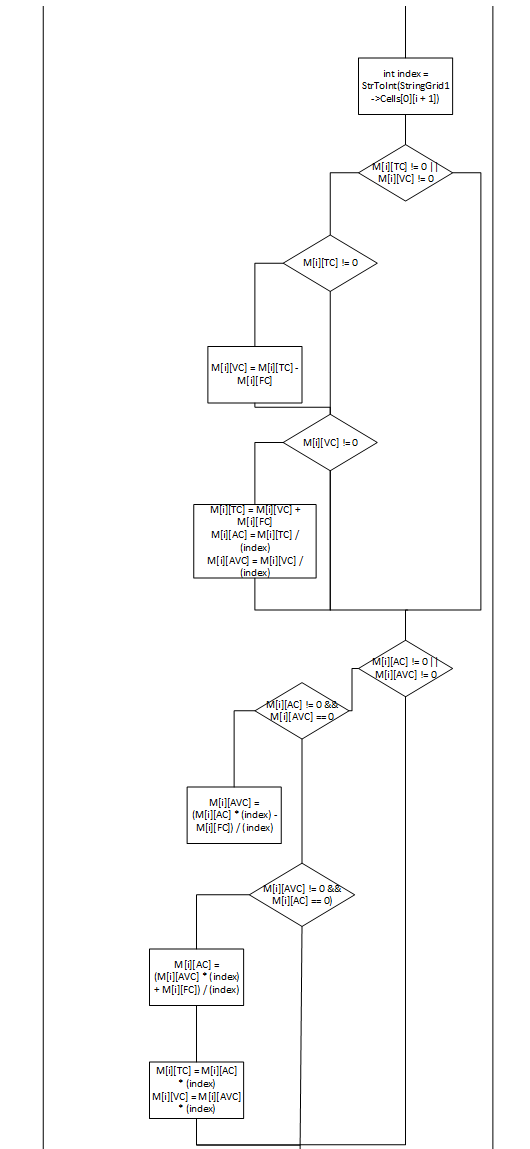 int index =
StrToInt(StringGrid1
->Cells[0][i + 1])
M[i][TC] != 0 ||
M[i][VC] != 0
M[i][TC] != 0
M[i][VC] = M[i][TC] -
M[i][FC]
M[i][VC] != 0
M[i][TC] = M[i][VC] +
M[i][FC]
M[i][AC] = M[i][TC] /
(index)
M[i][AVC] = M[i][VC] /
(index)
M[i][AC] != 0 ||
M[i][AVC] != 0
M[i][AC] != 0 &&
M[i][AVC] == 0
M[i][AVC] =
(M[i][AC] * (index) -
M[i][FC]) / (index)
M[i][AVC] != 0 &&
M[i][AC] == 0)
M[i][AC] =
(M[i][AVC] * (index)
+ M[i][FC]) / (index)
M[i][TC] = M[i][AC]
* (index)
M[i][VC] = M[i][AVC]
* (index)